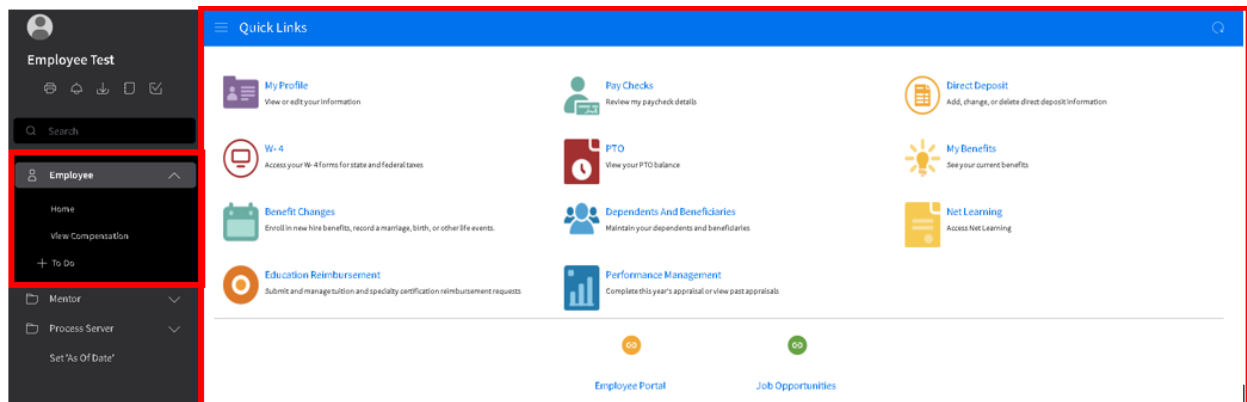 Employee Test
Search
Employee
Home
View Compensation
To Do
Mentor
Process Server
Set "As Of Date"
Quick Links
My Profile
View or edit your information
Pay Checks
Review my paycheck details
Direct Deposit
Add, change, or delete direct deposit information
W- 4
Access your W- 4 forms for state and federal taxes
PTO
View your PTO balance
My Benefits
See your current benefits
Benefit Changes
Enroll in new hire benefits, record a marriage, birth, or other life events.
Dependents And Beneficiaries
Maintain your dependents and beneficiaries
Net Learning
Access Net Learning
Education Reimbursement
Submit and manage tuition and specialty certification reimbursement requests
Performance Management
Complete this year's appraisal or view past appraisals
Employee Portal
Job Opportunities